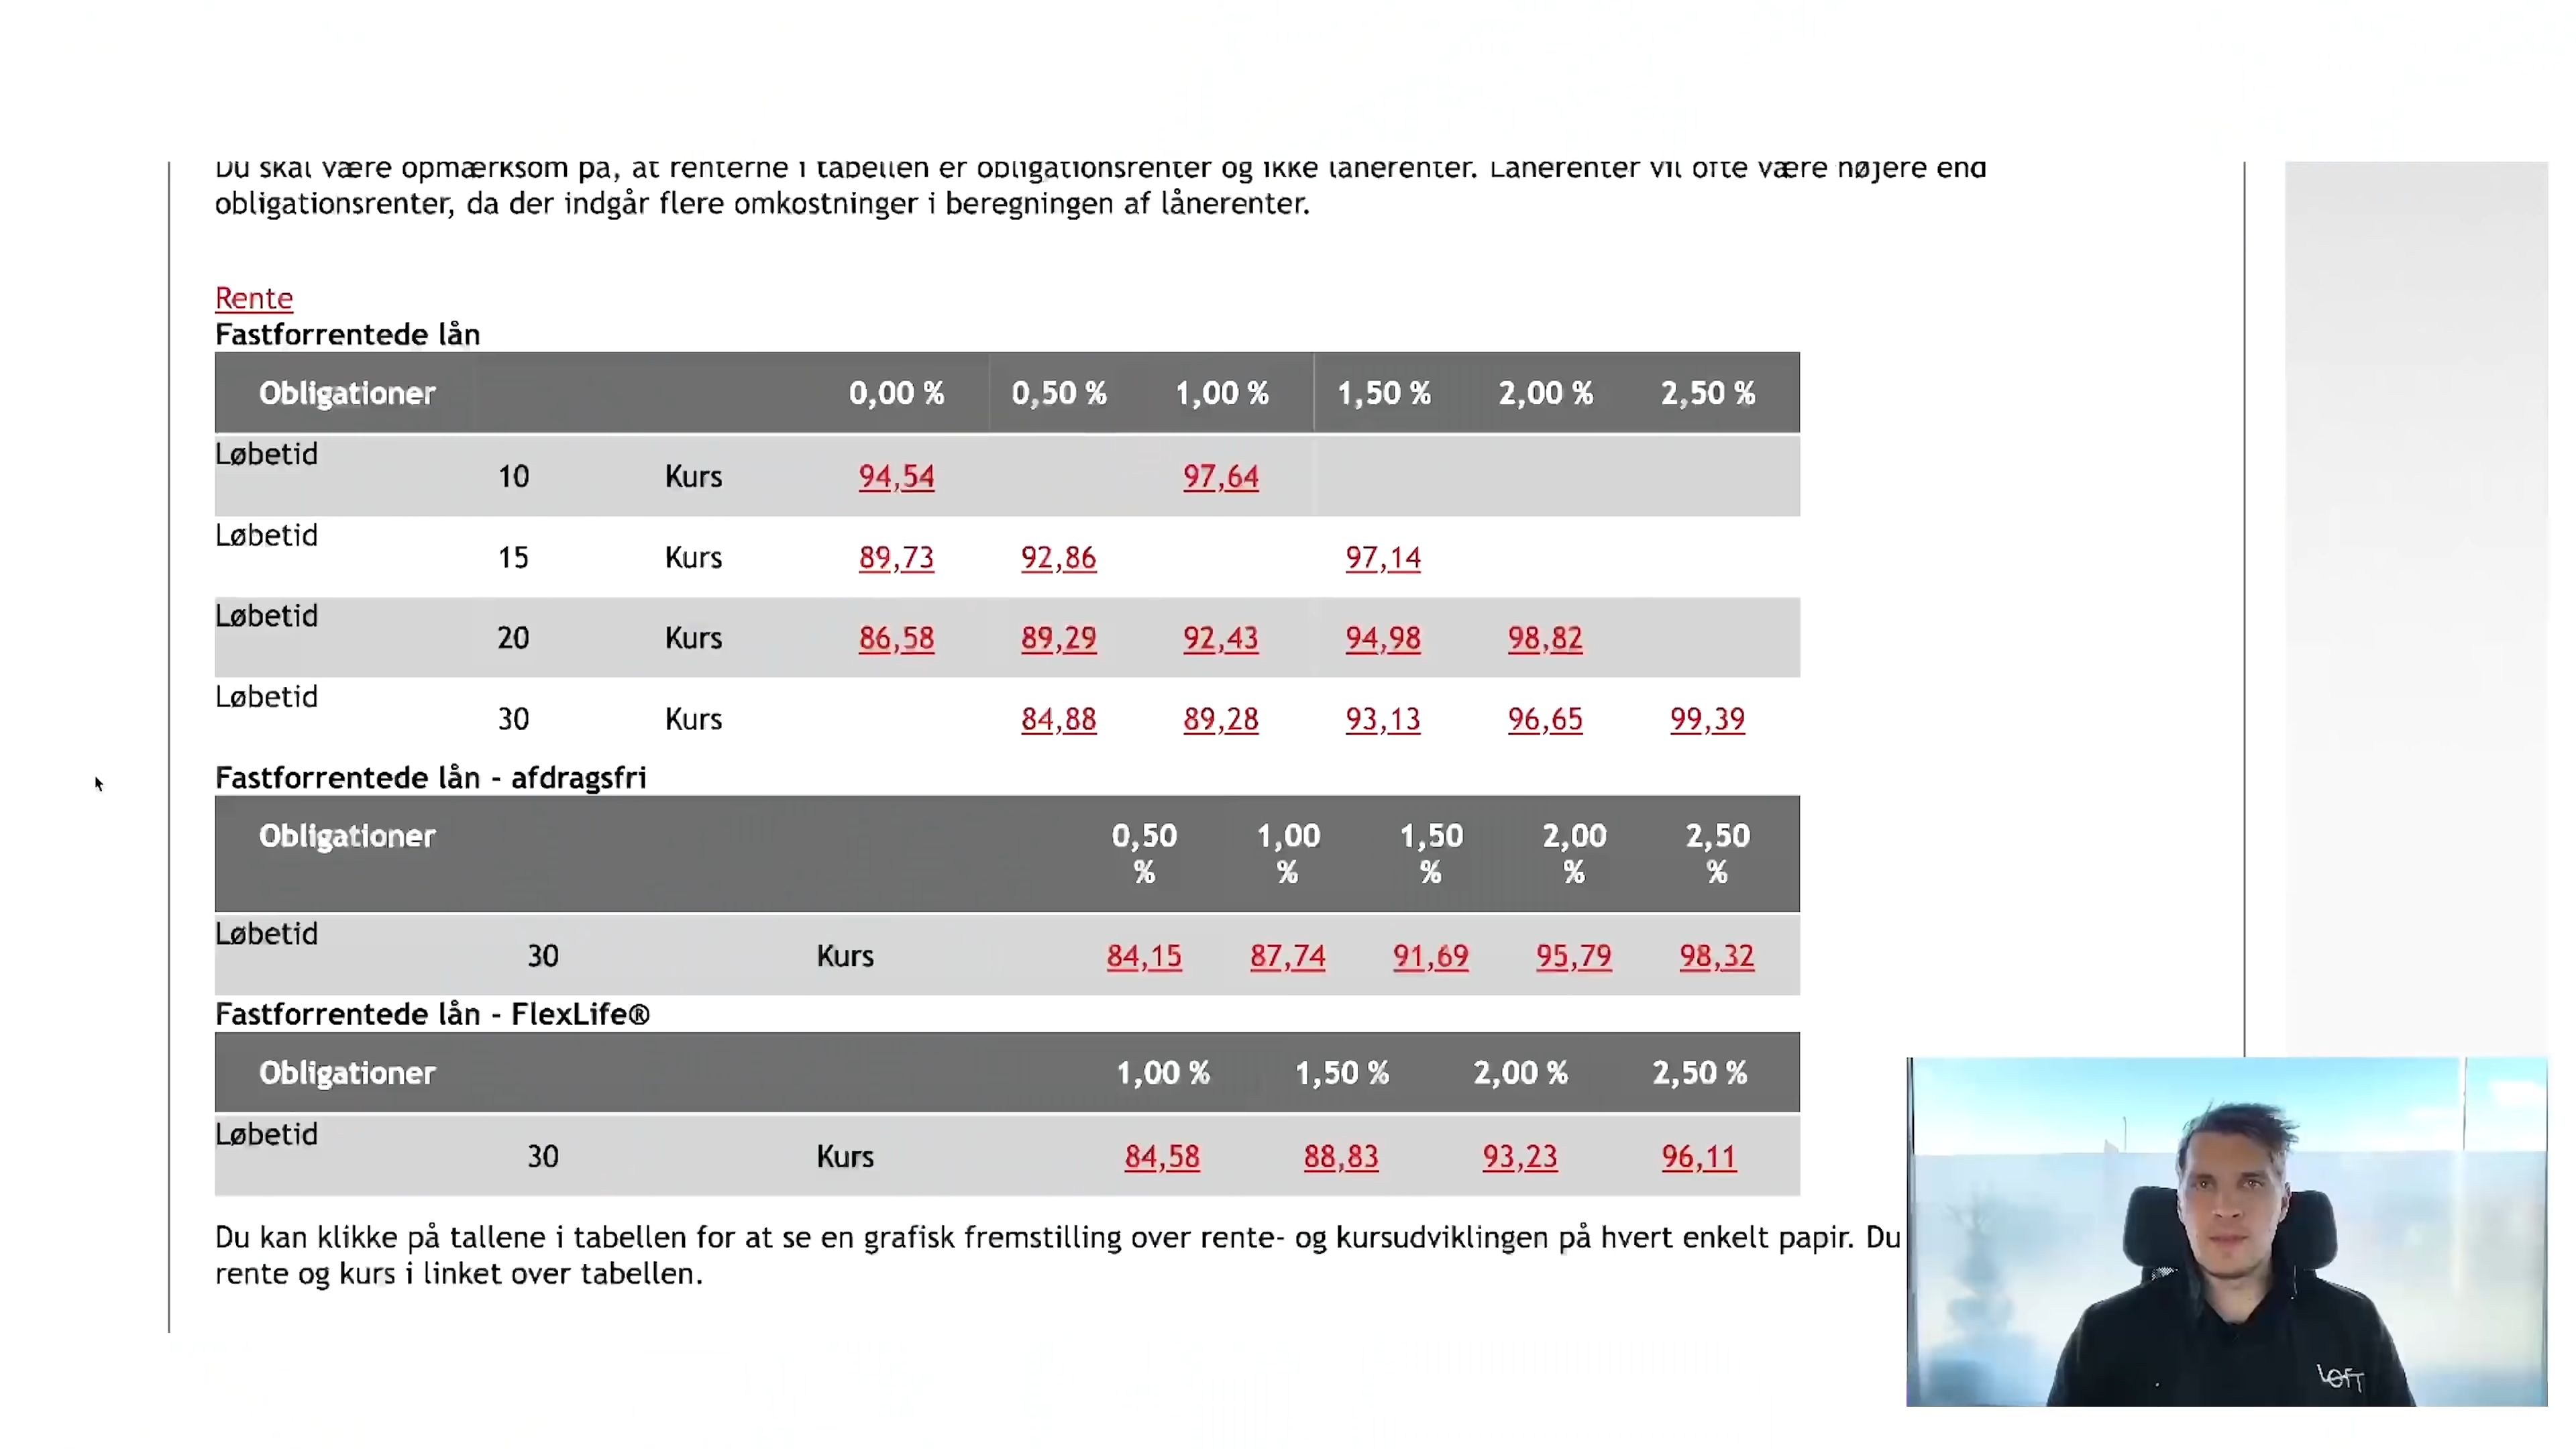 Du skal være opmærksom på, at renterne i tabellen er obligationsrenter og ikke lånerenter. Lånerenter vil ofte være højere end
obligationsrenter, da der indgår flere omkostninger i beregningen af lånerenter.
Rente
Fastforrentede lån
Obligationer 0,00 % 0,50 % 1,00 % 1,50 % 2,00 % 2,50 %
Løbetid 10 Kurs 94,54 97,64
Løbetid 15 Kurs 89,73 92,86 97,14
Løbetid 20 Kurs 86,58 89,29 92,43 94,98 98,82
Løbetid 30 Kurs 84,88 89,28 93,13 96,65 99,39
Fastforrentede lån - afdragsfri
Obligationer 0,50 % 1,00 % 1,50 % 2,00 % 2,50 %
Løbetid 30 Kurs 84,15 87,74 91,69 95,79 98,32
Fastforrentede lån - FlexLife®
Obligationer 1,00 % 1,50 % 2,00 % 2,50 %
Løbetid 30 Kurs 84,58 88,83 93,23 96,11
Du kan klikke på tallene i tabellen for at se en grafisk fremstilling over rente- og kursudviklingen på hvert enkelt papir. Du
rente og kurs i linket over tabellen.
LOFT